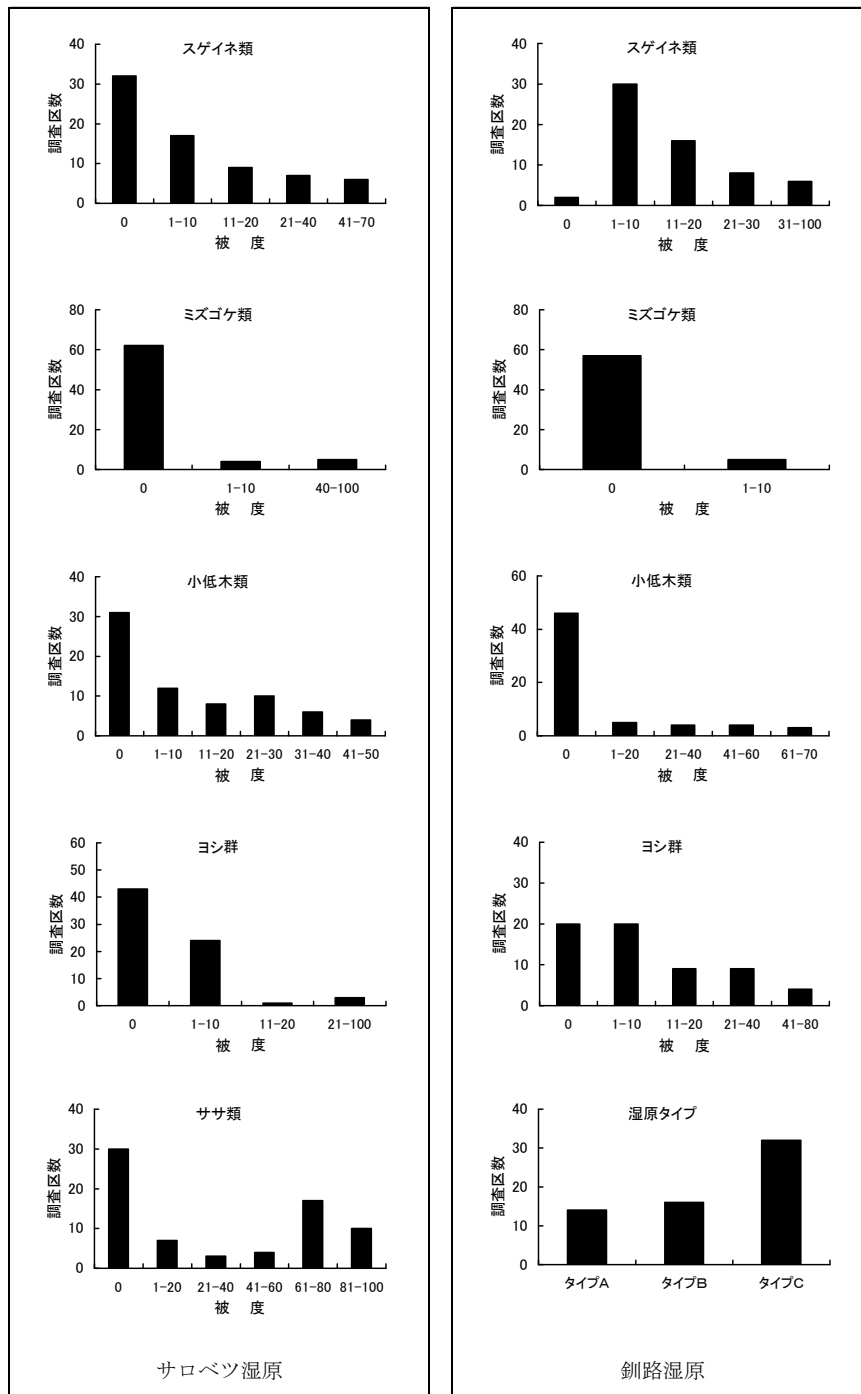 スゲイネ類
40
30
20
10
0
調査区数
0 1-10 11-20 21-40 41-70
被 度
ミズゴケ類
80
60
40
20
0
調査区数
0 1-10 40-100
被 度
小低木類
40
30
20
10
0
調査区数
0 1-10 11-20 21-30 31-40 41-50
被 度
ヨシ群
60
50
40
30
20
10
0
調査区数
0 1-10 11-20 21-100
被 度
ササ類
40
30
20
10
0
調査区数
0 1-20 21-40 41-60 61-80 81-100
被 度
サロベツ湿原
スゲイネ類
40
30
20
10
0
調査区数
0 1-10 11-20 21-30 31-100
被 度
ミズゴケ類
80
60
40
20
0
調査区数
0 1-10
被 度
小低木類
60
40
20
0
調査区数
0 1-20 21-40 41-60 61-70
被 度
ヨシ群
40
30
20
10
0
調査区数
0 1-10 11-20 21-40 41-80
被 度
湿原タイプ
40
30
20
10
0
調査区数
タイプA タイプB タイプC
釧路湿原